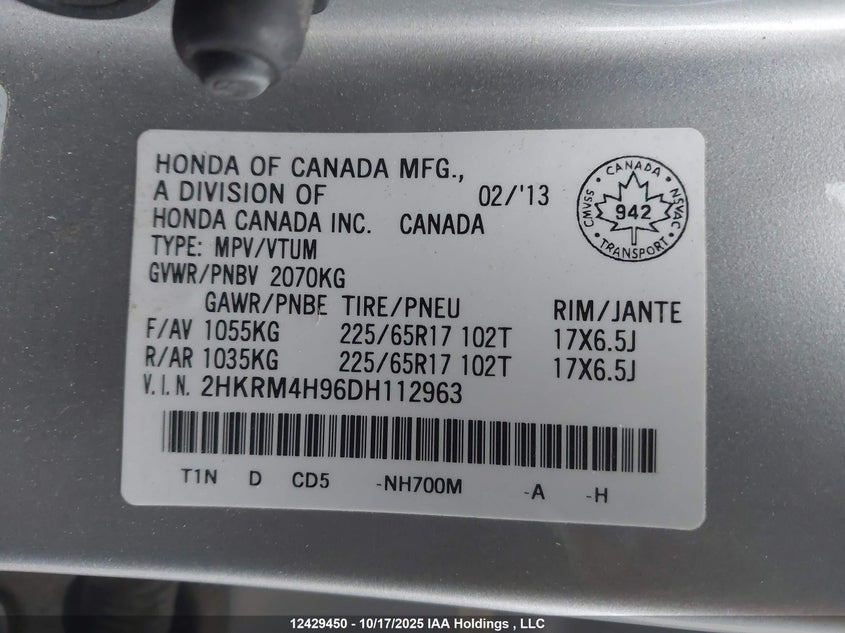 HONDA OF CANADA MFG.,
A DIVISION OF 02/'13
HONDA CANADA INC. CANADA
TYPE: MPV/VTUM
GVWR/PNBV 2070KG
GAWR/PNBE TIRE/PNEU RIM/JANTE
F/AV 1055KG 225/65R17 102T 17X6.5J
R/AR 1035KG 225/65R17 102T 17X6.5J
V.I.N. 2HKRM4H96DH112963
T1N D CD5 -NH700M -A -H
CANADA
CMVSS 942 NSVAC
TRANSPORT
12429450 - 10/17/2025 IAA Holdings , LLC